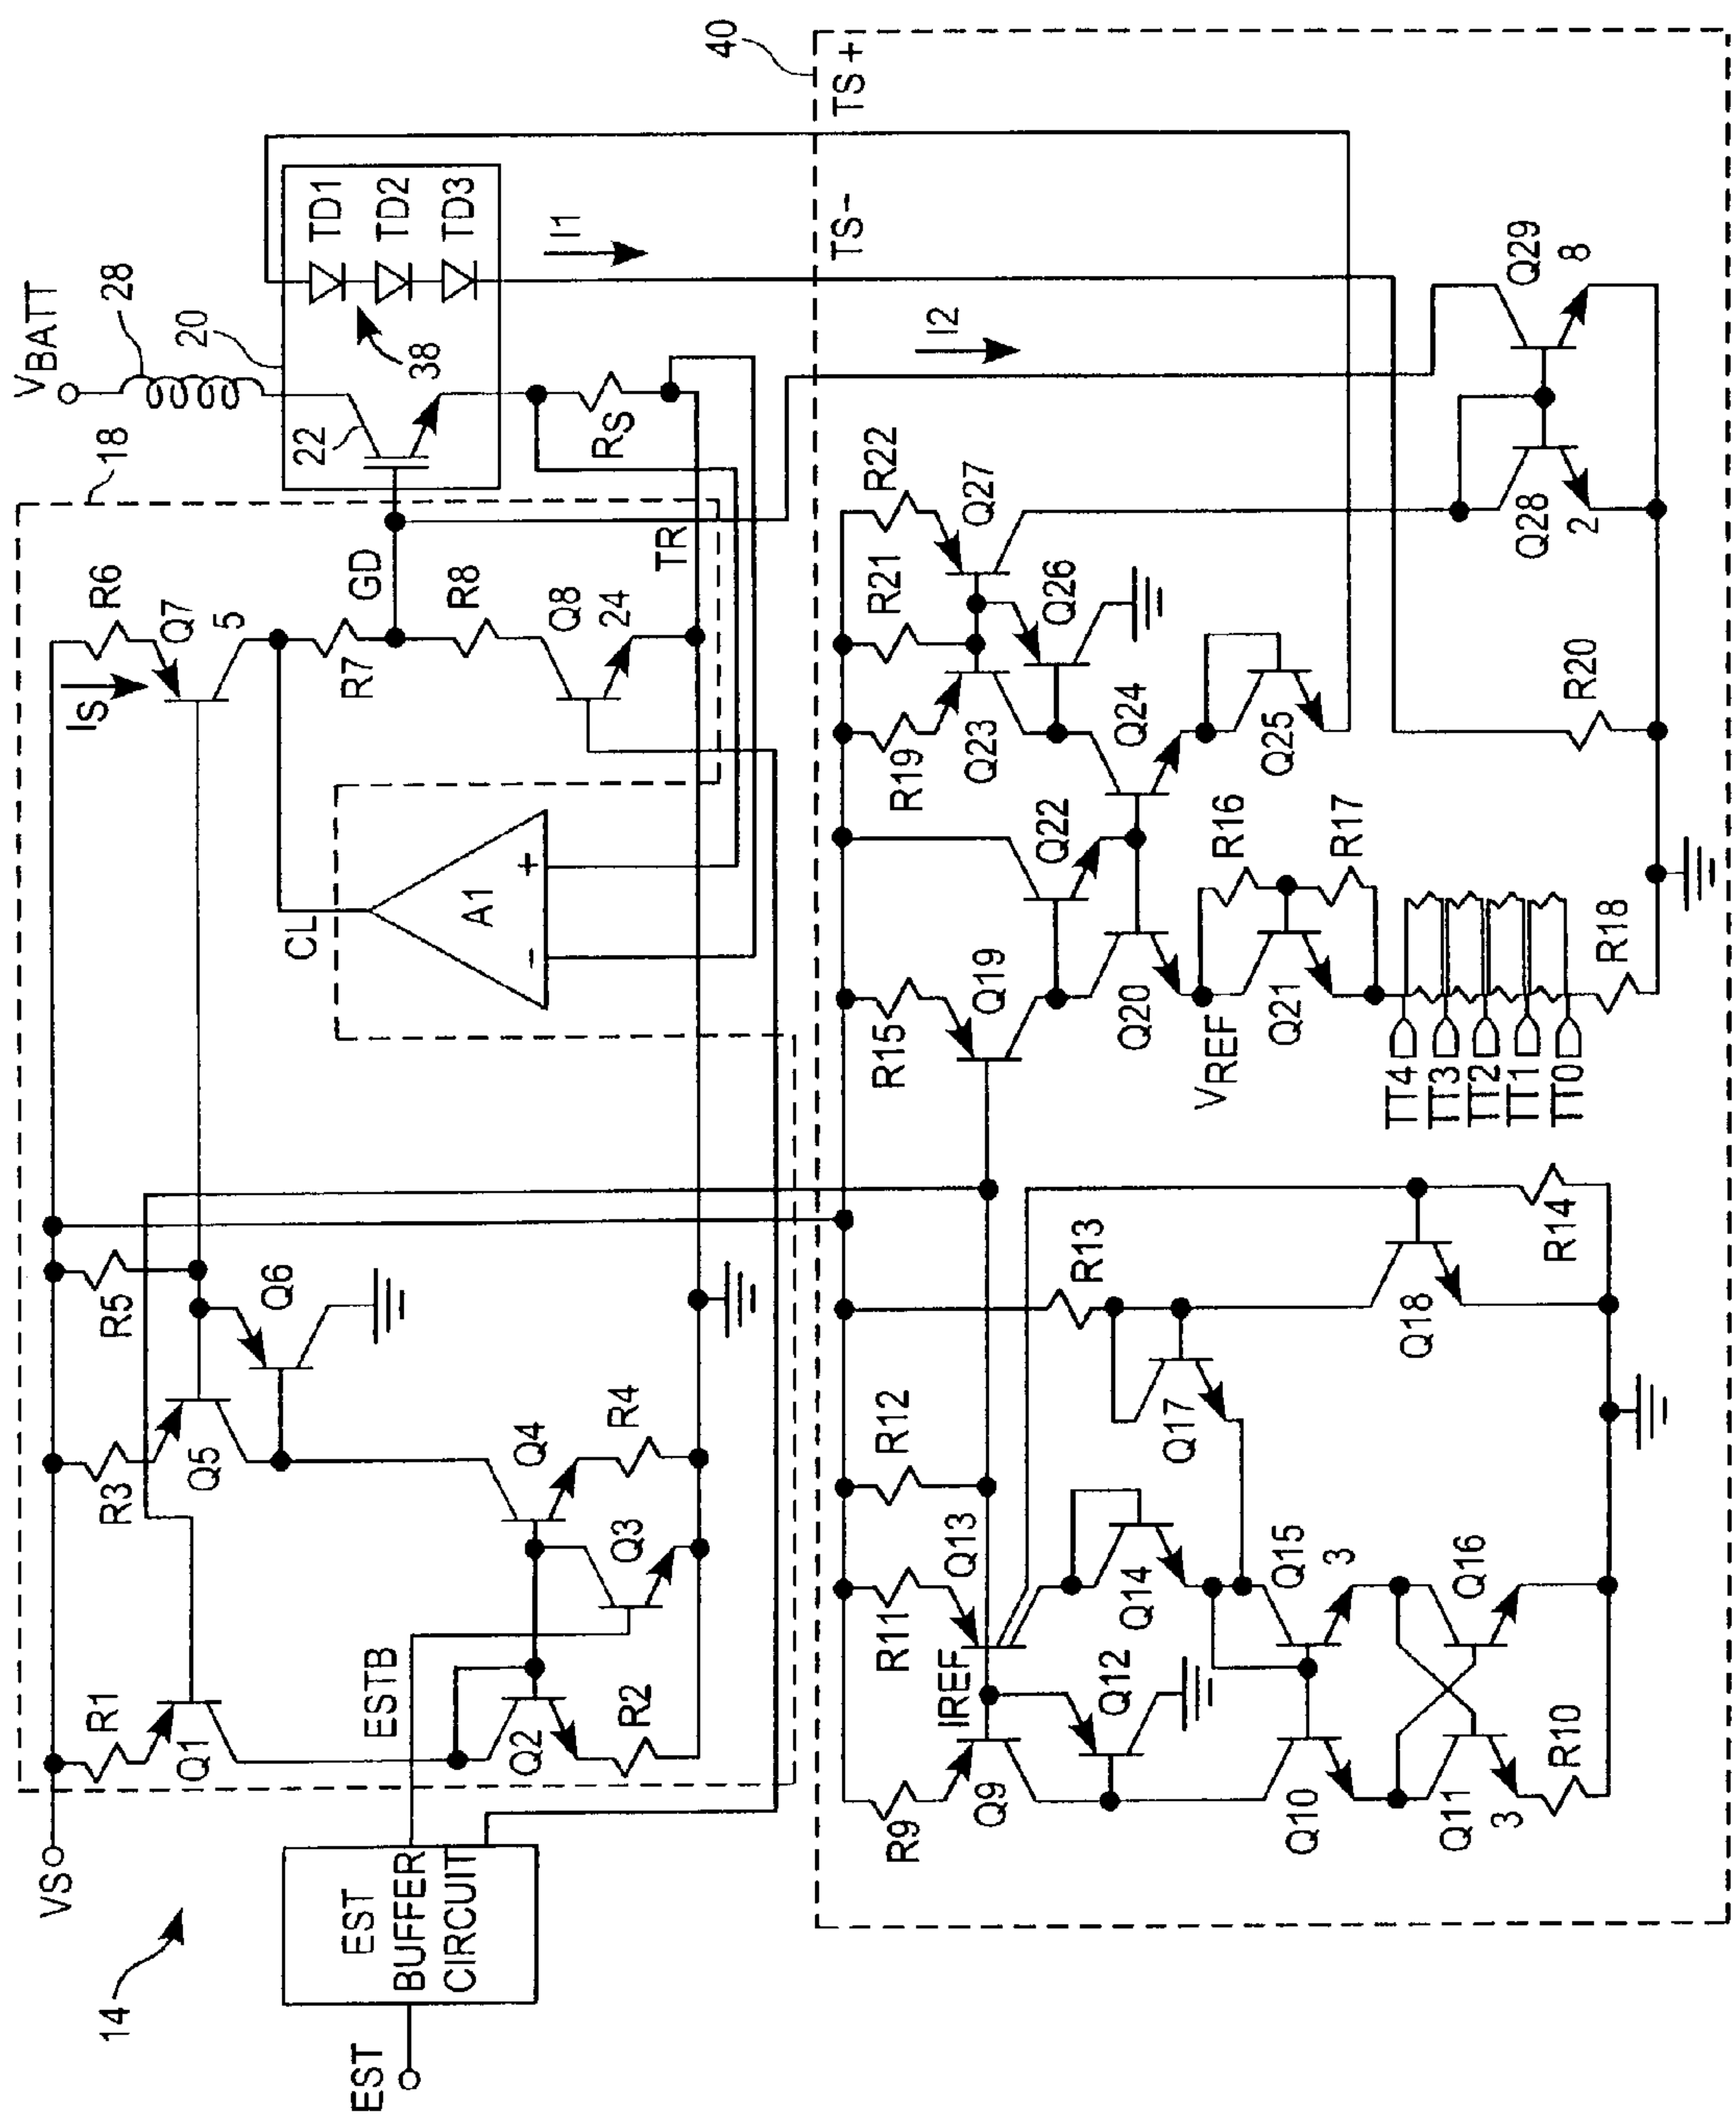 14
VS
EST
EST
BUFFER
CIRCUIT
ESTB
18
R1
Q1
Q2
R2
R3
Q5
R5
Q6
Q4
Q3
R4
CL
A1
+
-
IS
R6
Q7
5
R7
GD
R8
Q8
24
TR
VBATT
28
20
22
38
TD1
TD2
TD3
RS
I1
I2
40
TS-
TS+
R9
Q9
IREF
R11
Q13
Q12
R12
Q14
Q17
R13
Q10
Q15
3
Q11
3
Q16
R10
Q18
R14
R15
Q19
Q22
Q20
VREF
Q21
R16
R17
TT4
TT3
TT2
TT1
TT0
R18
R19
Q23
R21
R22
Q27
Q26
Q24
Q25
R20
Q28
2
Q29
8